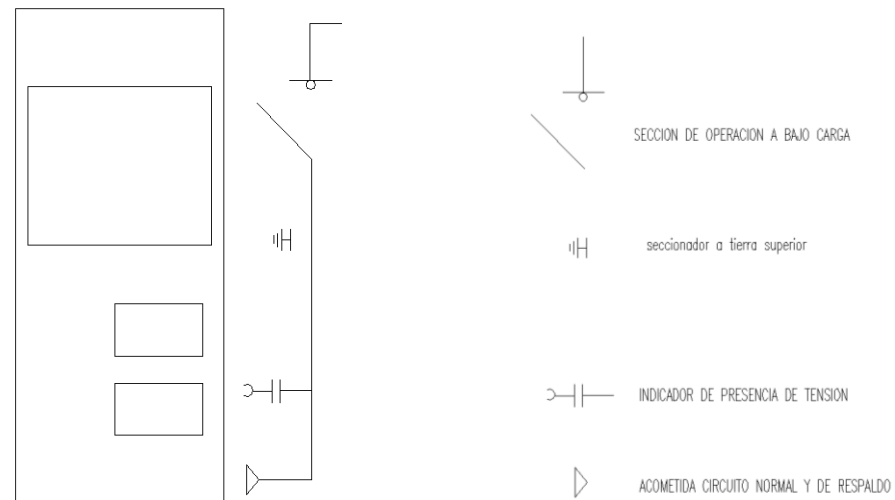 SECCION DE OPERACION A BAJO CARGA
seccionador a tierra superior
INDICADOR DE PRESENCIA DE TENSION
ACOMETIDA CIRCUITO NORMAL Y DE RESPALDO